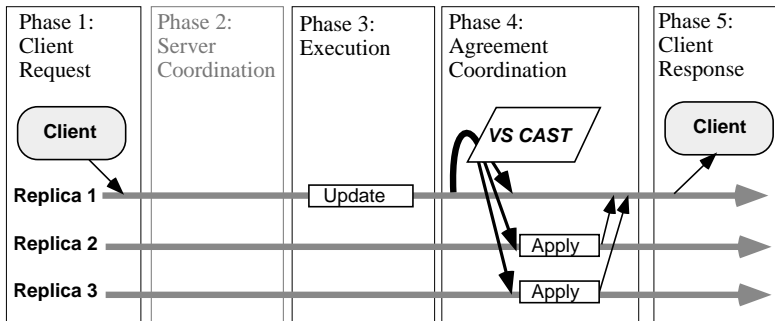 Phase 1:
Client
Request
Phase 2:
Server
Coordination
Phase 3:
Execution
Phase 4:
Agreement
Coordination
Phase 5:
Client
Response
Client
VS CAST
Client
Replica 1
Update
Replica 2
Apply
Replica 3
Apply